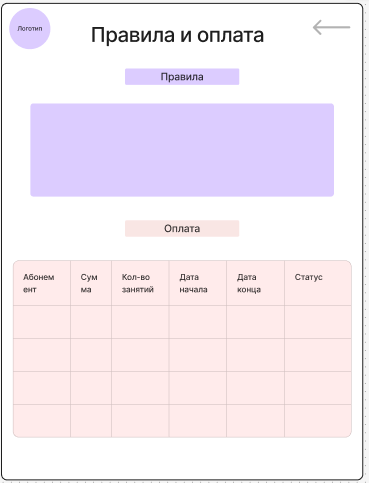 Логотип
Правила и оплата
Правила
Оплата
Абонем
ент
Сум
ма
Кол-во
занятий
Дата
начала
Дата
конца
Статус